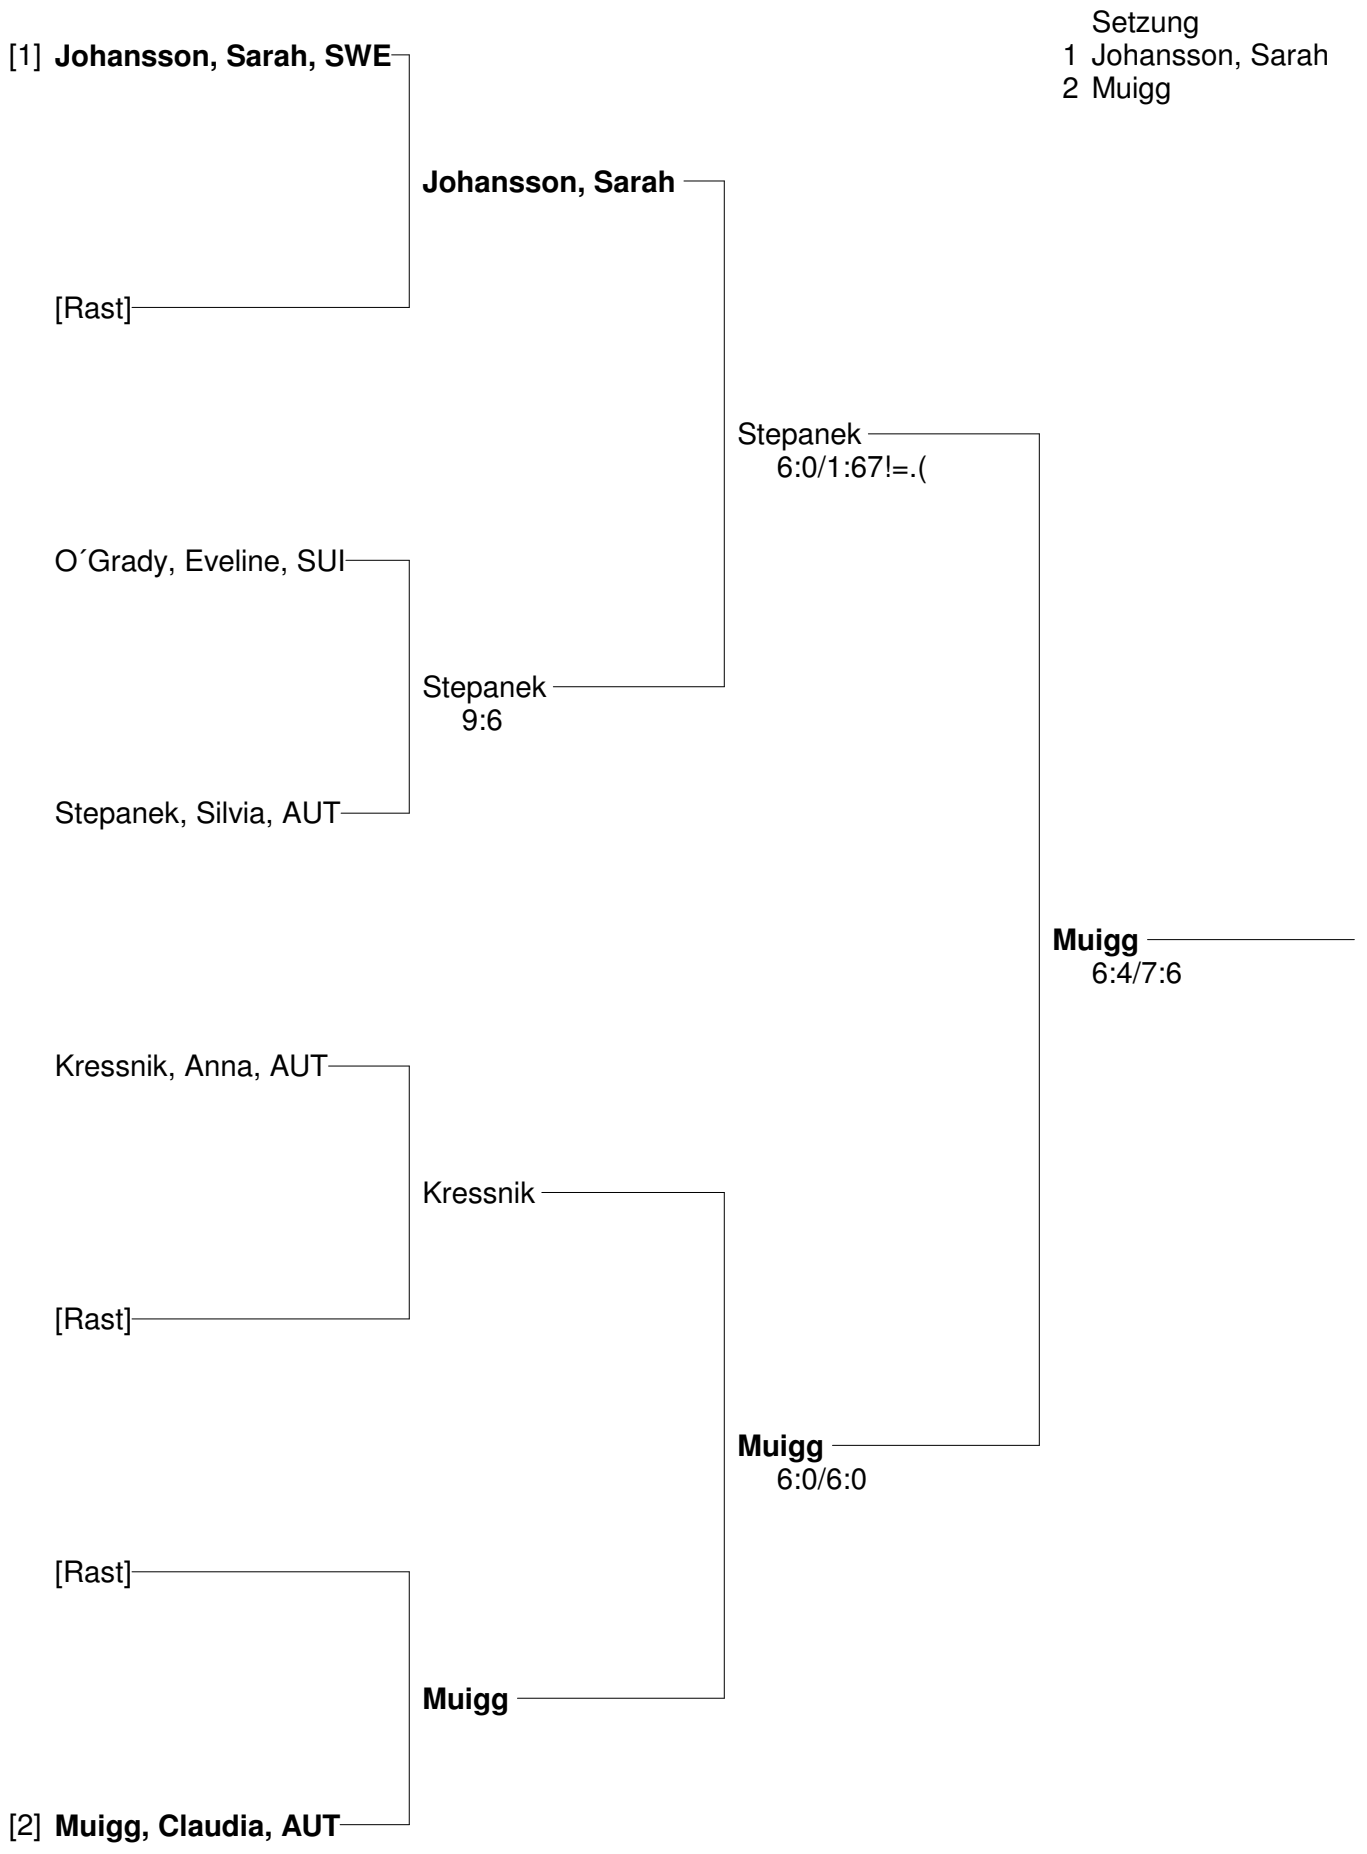 Setzung
1 Johansson, Sarah
2 Muigg
[1] Johansson, Sarah, SWE
Johansson, Sarah
[Rast]
Stepanek
6:0/1:67!=.(
O´Grady, Eveline, SUI
Stepanek
9:6
Stepanek, Silvia, AUT
Muigg
6:4/7:6
Kressnik, Anna, AUT
Kressnik
[Rast]
Muigg
6:0/6:0
[Rast]
Muigg
[2] Muigg, Claudia, AUT